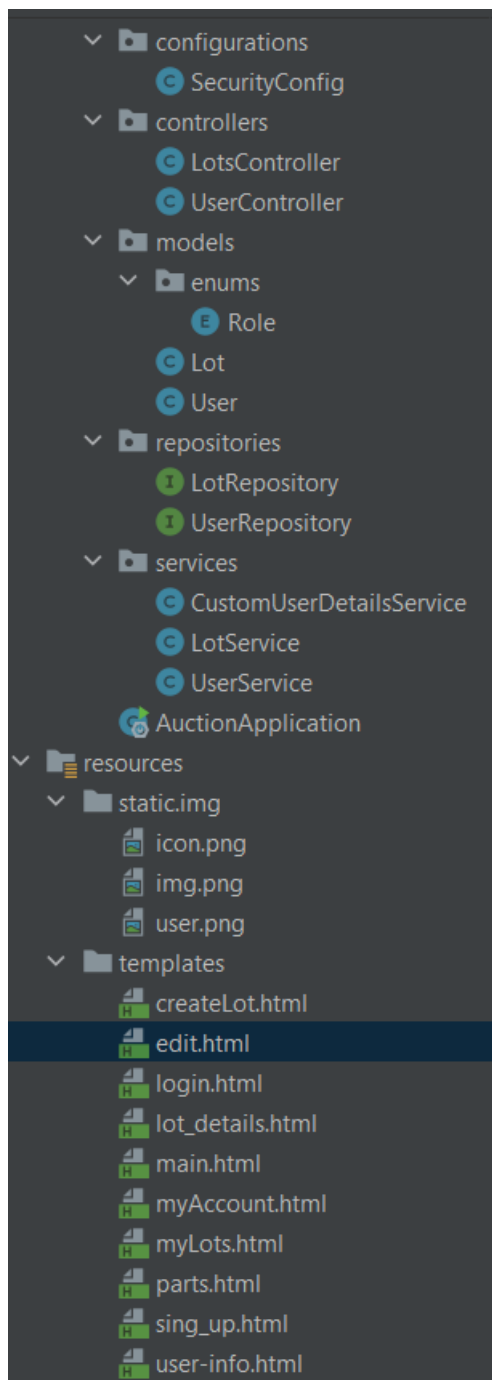 configurations
SecurityConfig
controllers
LotsController
UserController
models
enums
Role
Lot
User
repositories
LotRepository
UserRepository
services
CustomUserDetailsService
LotService
UserService
AuctionApplication
resources
static.img
icon.png
img.png
user.png
templates
createLot.html
edit.html
login.html
lot_details.html
main.html
myAccount.html
myLots.html
parts.html
sing_up.html
user-info.html